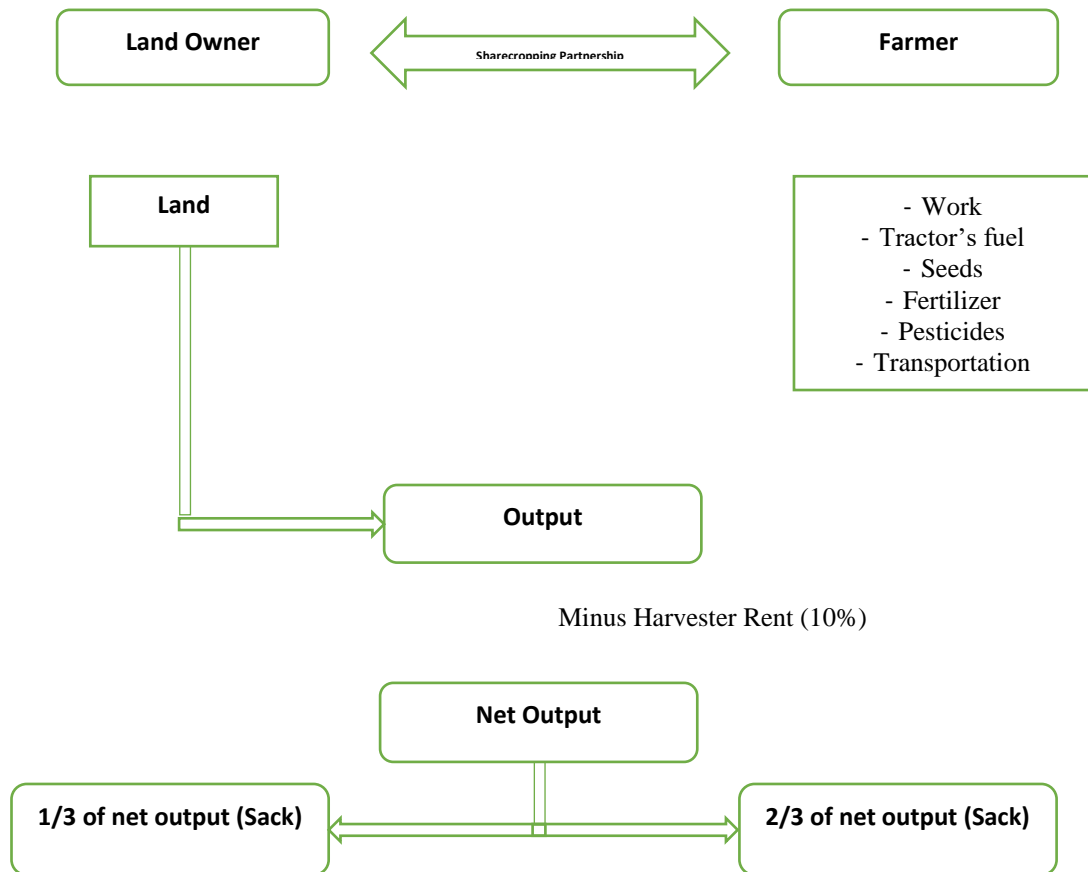 Land Owner
Sharecropping Partnership
Farmer
Land
- Work
- Tractor's fuel
- Seeds
- Fertilizer
- Pesticides
- Transportation
Output
Minus Harvester Rent (10%)
Net Output
1/3 of net output (Sack)
2/3 of net output (Sack)